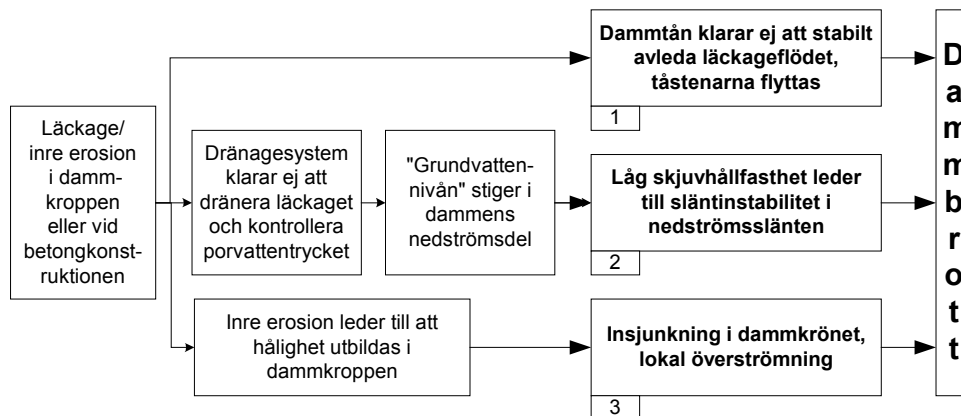 Läckage/
inre erosion
i damm-
kroppen
eller vid
betongkonst-
ruktionen
Dammtån klarar ej att stabilt
avleda läckageflödet,
tåstenarna flyttas
1
Dränagesystem
klarar ej att
dränera läckaget
och kontrollera
porvattentrycket
"Grundvatten-
nivån" stiger i
dammens
nedströmsdel
Låg skjuvhållfasthet leder
till släntinstabilitet i
nedströmsslänten
2
Inre erosion leder till att
hålighet utbildas i
dammkroppen
Insjunkning i dammkrönet,
lokal överströmning
3
D
a
m
m
b
r
o
t
t